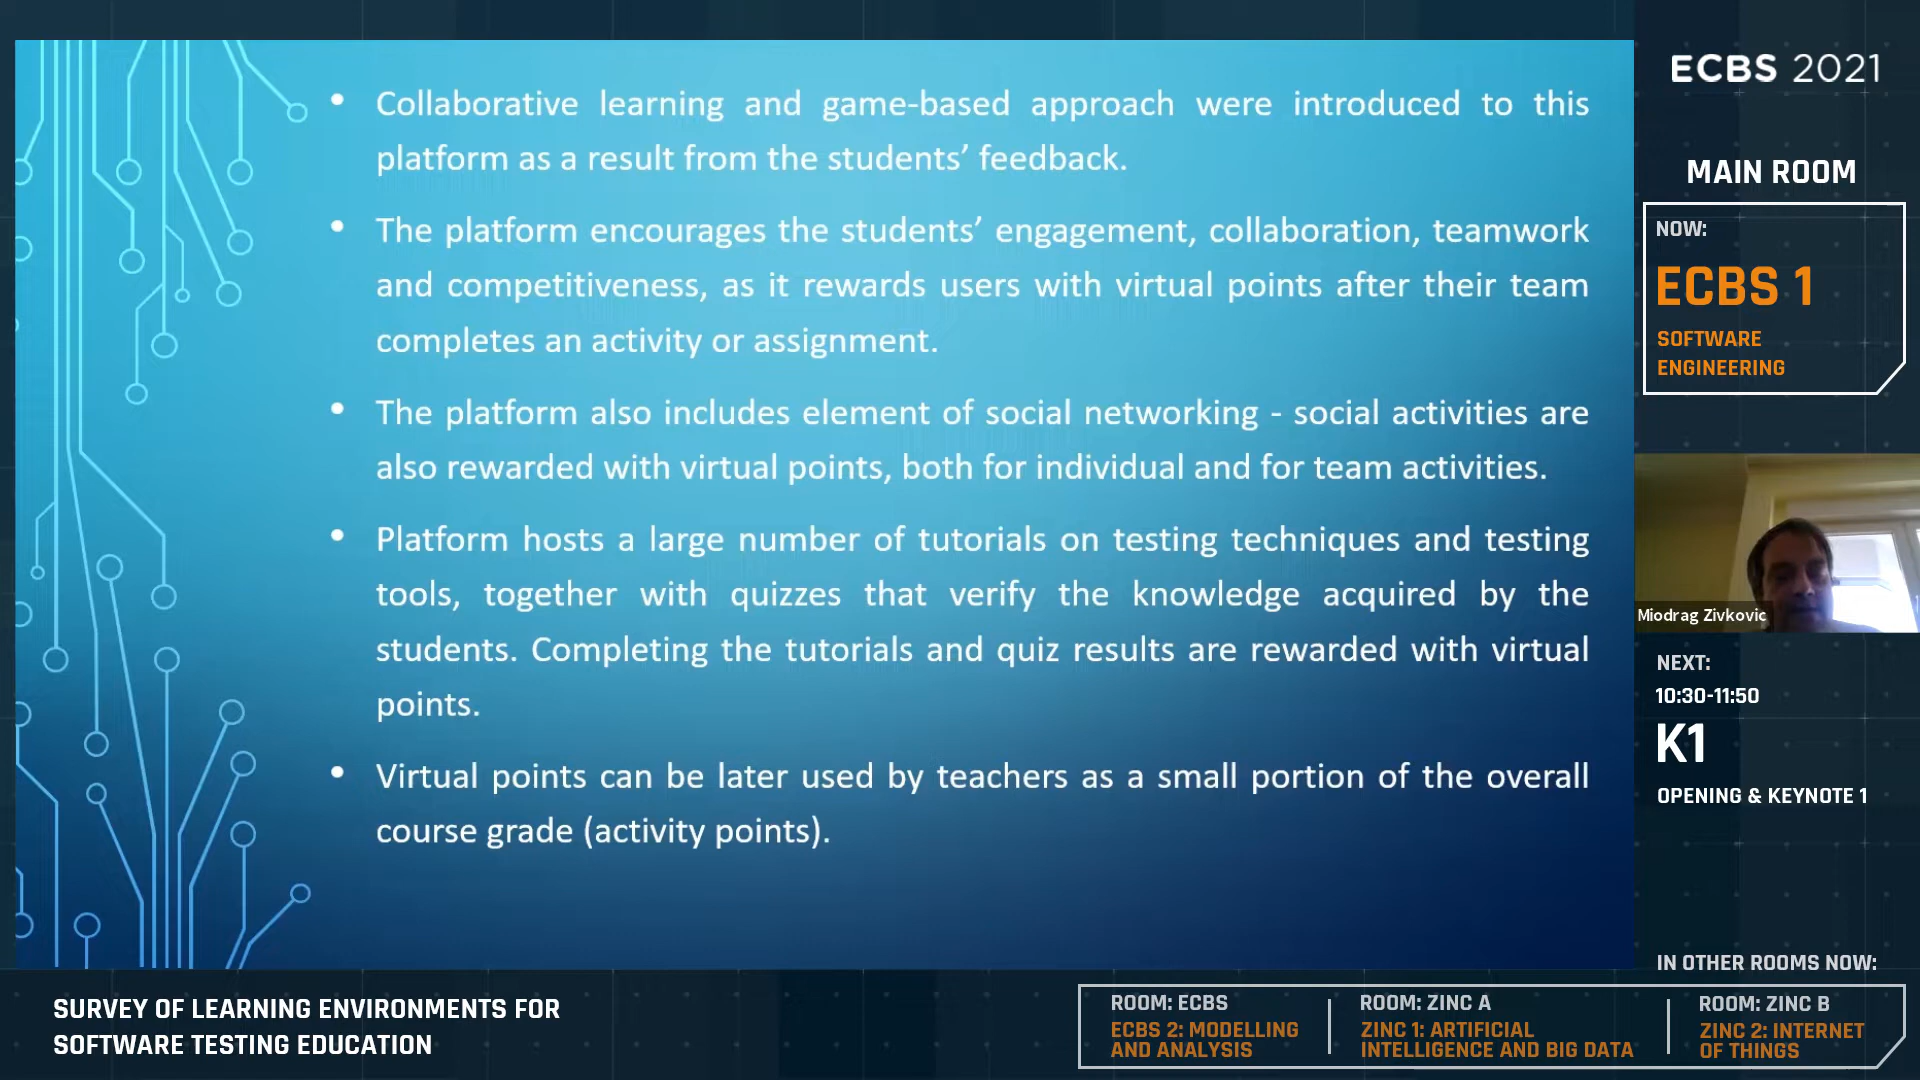 • Collaborative learning and game-based approach were introduced to this
platform as a result from the students’ feedback.
• The platform encourages the students’ engagement, collaboration, teamwork
and competitiveness, as it rewards users with virtual points after their team
completes an activity or assignment.
• The platform also includes element of social networking - social activities are
also rewarded with virtual points, both for individual and for team activities.
• Platform hosts a large number of tutorials on testing techniques and testing
tools, together with quizzes that verify the knowledge acquired by the
students. Completing the tutorials and quiz results are rewarded with virtual
points.
• Virtual points can be later used by teachers as a small portion of the overall
course grade (activity points).
ECBS 2021
MAIN ROOM
NOW:
ECBS 1
SOFTWARE
ENGINEERING
Miodrag Zivkovic
NEXT:
10:30-11:50
K1
OPENING & KEYNOTE 1
IN OTHER ROOMS NOW:
SURVEY OF LEARNING ENVIRONMENTS FOR
SOFTWARE TESTING EDUCATION
ROOM: ECBS
ECBS 2: MODELLING
AND ANALYSIS
ROOM: ZINC A
ZINC 1: ARTIFICIAL
INTELLIGENCE AND BIG DATA
ROOM: ZINC B
ZINC 2: INTERNET
OF THINGS